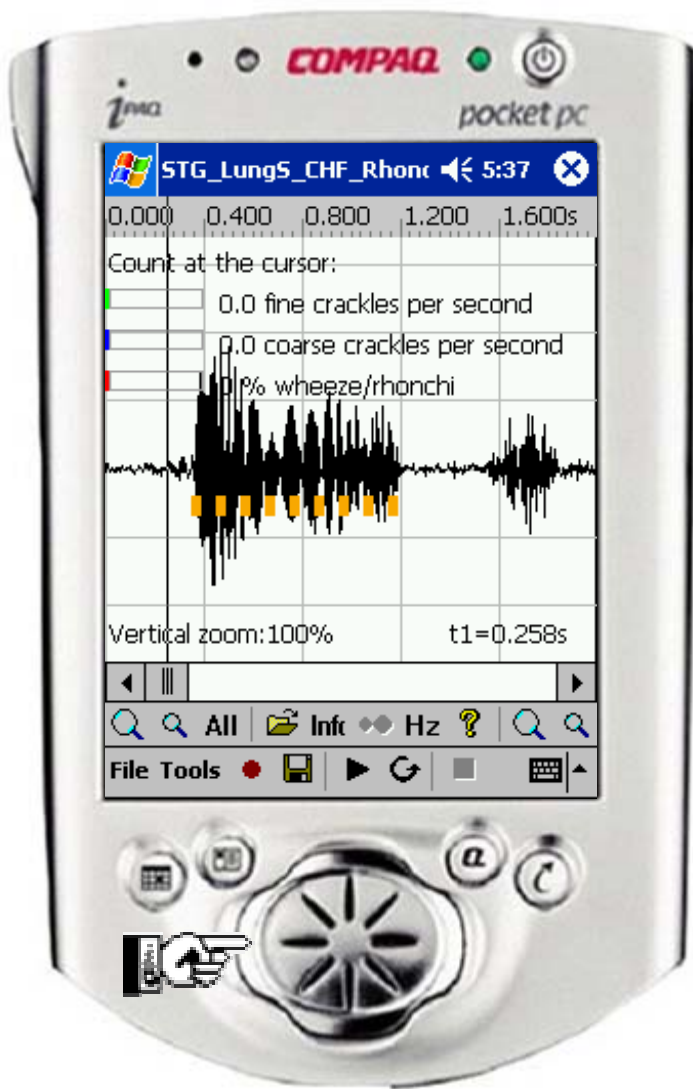 COMPAQ
iPAQ
pocket pc
STG_LungS_CHF_Rhonc 5:37
0.000 0.400 0.800 1.200 1.600s
Count at the cursor:
0.0 fine crackles per second
0.0 coarse crackles per second
0 % wheeze/rhonchi
Vertical zoom:100% t1=0.258s
All Info Hz ?
File Tools